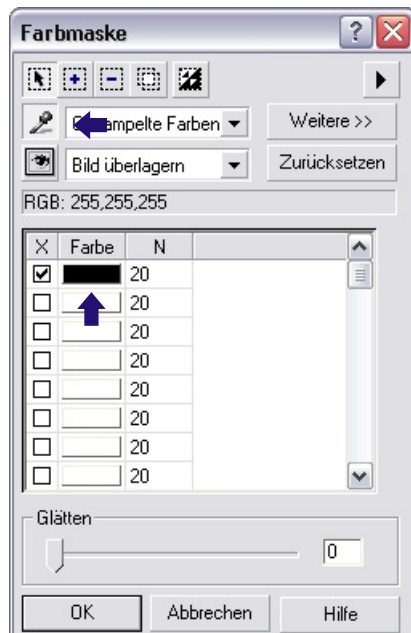 Farbmaske
Farben
Weitere >>
Bild überlagern
Zurücksetzen
RGB: 255,255,255
X Farbe N
20
20
20
20
20
20
20
20
Glätten
0
OK Abbrechen Hilfe